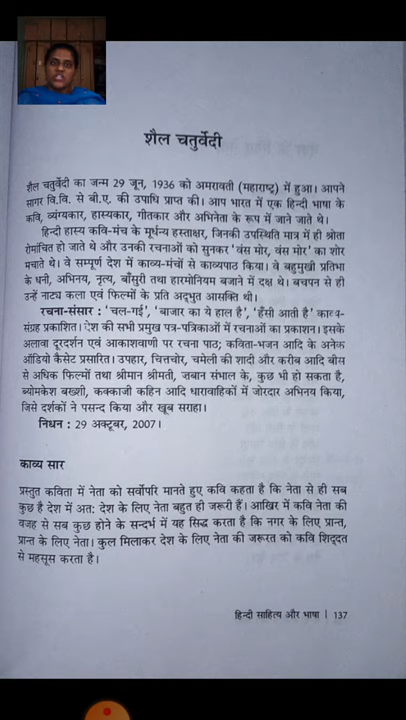 शैल चतुर्वेदी
शैल चतुर्वेदी का जन्म 29 जून, 1936 को अमरावती (महाराष्ट्र) में हुआ। आपने
सागर वि.वि. से बी.ए. की उपाधि प्राप्त की। आप भारत में एक हिन्दी भाषा के
कवि, व्यंग्यकार, हास्यकार, गीतकार और अभिनेता के रूप में जाने जाते थे।
हिन्दी हास्य कवि-मंच के मूर्धन्य हस्ताक्षर, जिनकी उपस्थिति मात्र में ही श्रोता
रोमांचित हो जाते थे और उनकी रचनाओं को सुनकर 'वंस मोर, वंस मोर' का शोर
मचाते थे। वे सम्पूर्ण देश में काव्य-मंचों से काव्यपाठ किया। वे बहुमुखी प्रतिभा
के धनी, अभिनय, नृत्य, बाँसुरी तथा हारमोनियम बजाने में दक्ष थे। बचपन से ही
उन्हें नाट्य कला एवं फिल्मों के प्रति अद्भुत आसक्ति थी।
रचना-संसार : 'चल-गई', 'बाजार का ये हाल है', 'हँसी आती है' काव्य-
संग्रह प्रकाशित। देश की सभी प्रमुख पत्र-पत्रिकाओं में रचनाओं का प्रकाशन। इसके
अलावा दूरदर्शन एवं आकाशवाणी पर रचना पाठ; कविता-भजन आदि के अनेक
ऑडियो कैसेट प्रसारित। उपहार, चितचोर, चमेली की शादी और करीब आदि बीस
से अधिक फिल्मों तथा श्रीमान श्रीमती, ज़बान संभाल के, कुछ भी हो सकता है,
ब्योमकेश बख्शी, कक्काजी कहिन आदि धारावाहिकों में जोरदार अभिनय किया,
जिसे दर्शकों ने पसन्द किया और खूब सराहा।
निधन : 29 अक्टूबर, 2007।
काव्य सार
प्रस्तुत कविता में नेता को सर्वोपरि मानते हुए कवि कहता है कि नेता से ही सब
कुछ है देश में अत: देश के लिए नेता बहुत ही जरूरी हैं। आखिर में कवि नेता की
वजह से सब कुछ होने के सन्दर्भ में यह सिद्ध करता है कि नगर के लिए प्रान्त,
प्रान्त के लिए नेता। कुल मिलाकर देश के लिए नेता की जरूरत को कवि शिद्दत
से महसूस करता है।
हिन्दी साहित्य और भाषा | 137